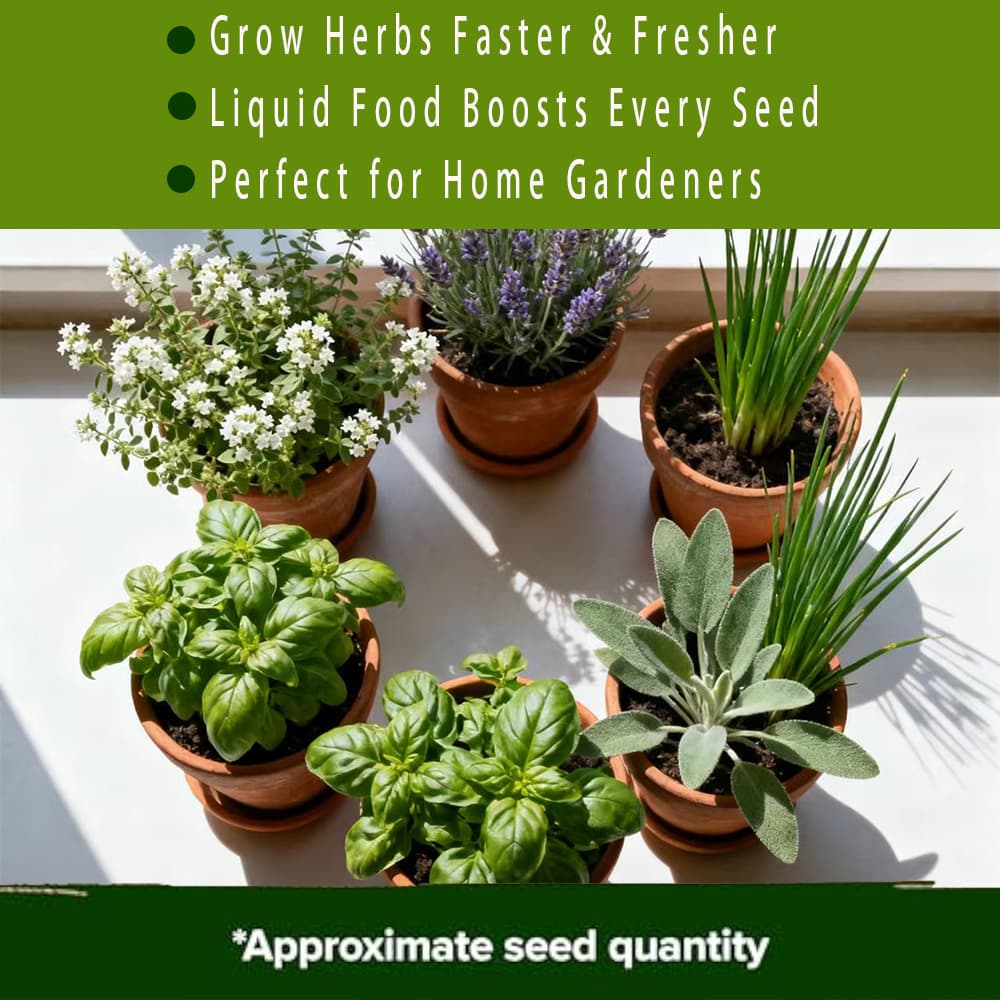 ● Grow Herbs Faster & Fresher
● Liquid Food Boosts Every Seed
● Perfect for Home Gardeners
*Approximate seed quantity